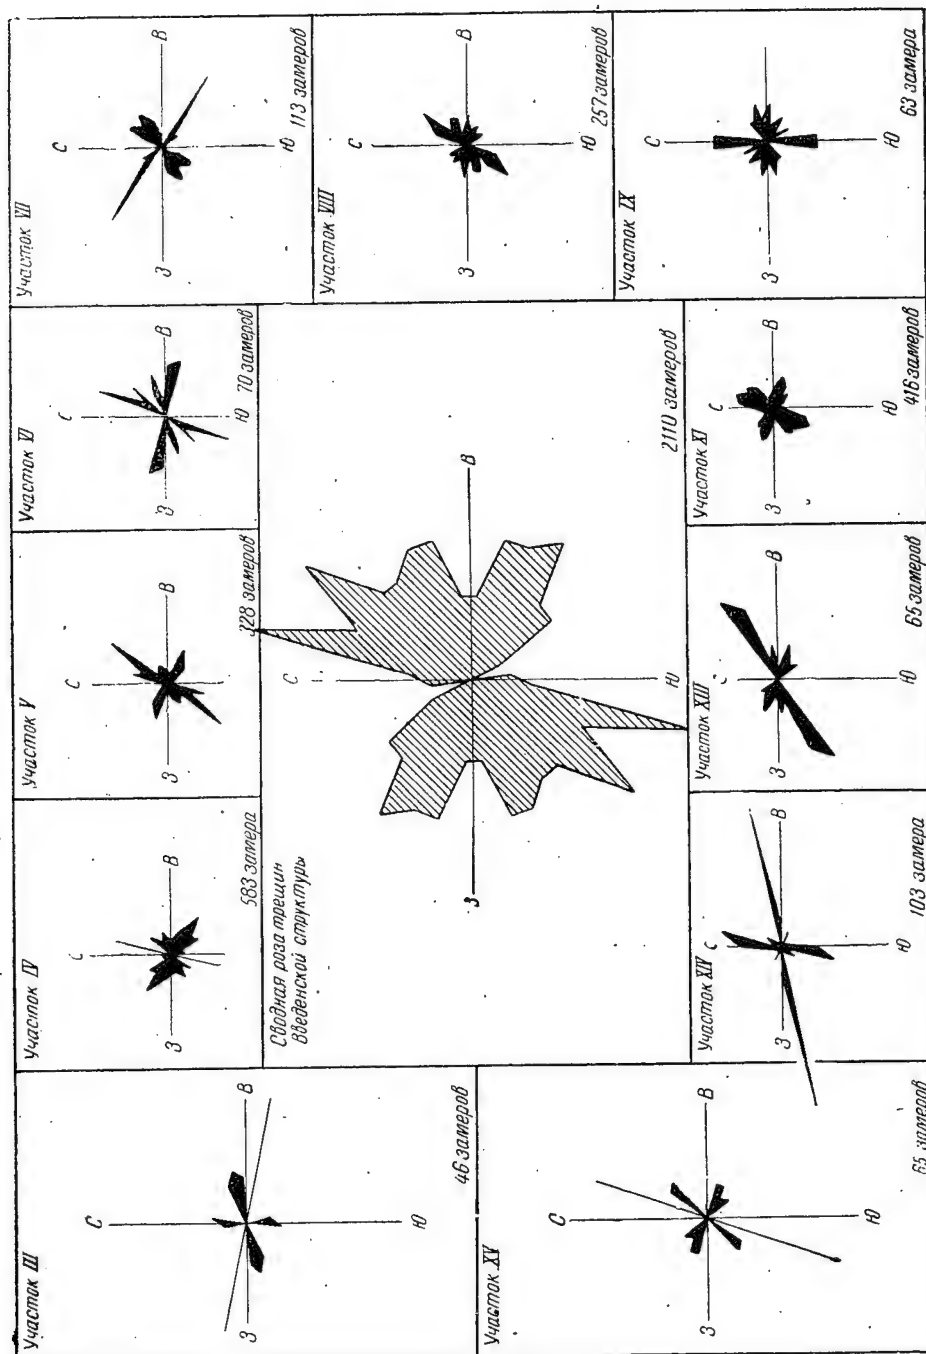 Участок VII
С
В
З
Ю
113 замеров
Участок VIII
С
В
З
Ю
257 замеров
Участок IX
С
В
З
Ю
63 замера
Участок VI
С
В
З
Ю
70 замеров
Участок XI
С
В
З
Ю
416 замеров
Участок V
С
В
З
328 замеров
Сводная роза трещин
Введенской структуры
С
В
З
Ю
2110 замеров
Участок XIII
С
В
З
Ю
65 замеров
Участок IV
С
В
З
583 замера
Участок XIV
С
В
З
Ю
103 замера
Участок III
С
В
З
Ю
46 замеров
Участок XV
С
В
З
Ю
65 замеров